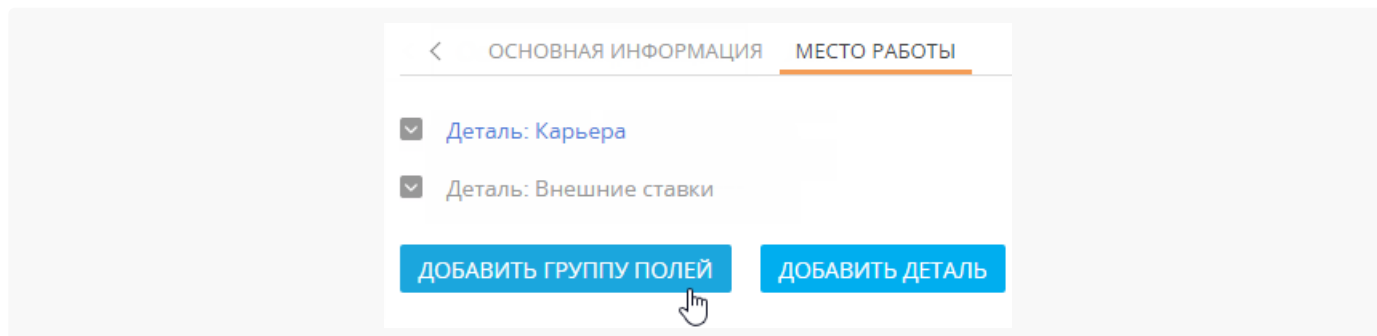 ОСНОВНАЯ ИНФОРМАЦИЯ МЕСТО РАБОТЫ
Деталь: Карьера
Деталь: Внешние ставки
ДОБАВИТЬ ГРУППУ ПОЛЕЙ ДОБАВИТЬ ДЕТАЛЬ